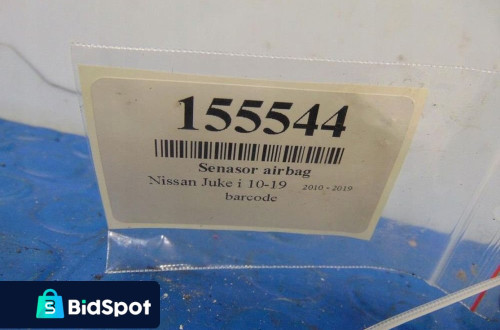 155544
Senasor airbag
Nissan Juke i 10-19 2010 - 2019
barcode
BidSpot